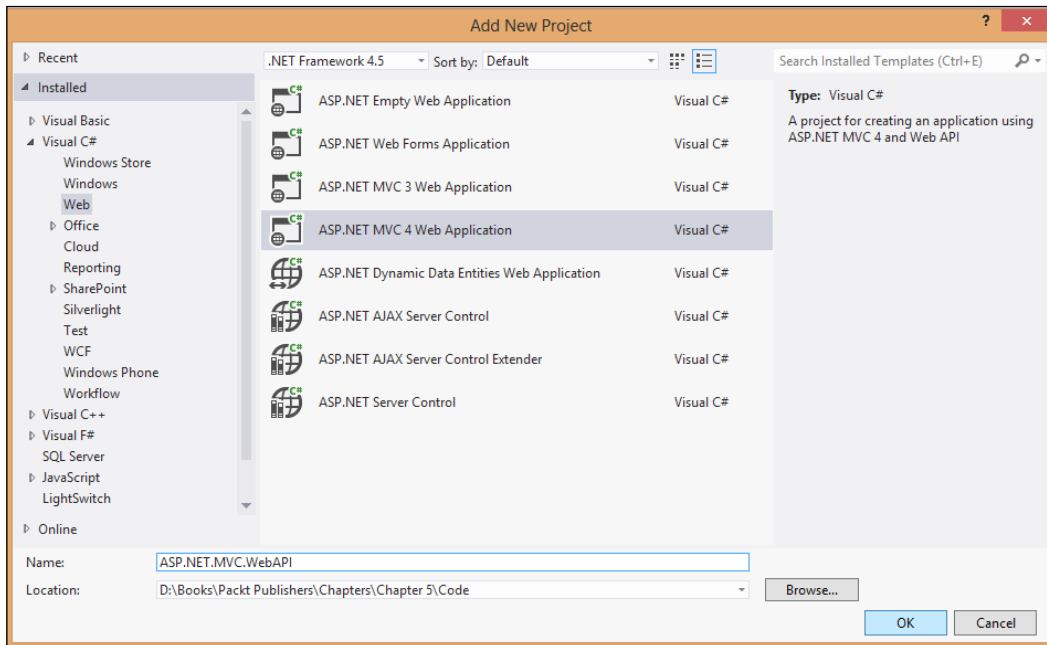 Add New Project
? ×
Recent
.NET Framework 4.5 Sort by: Default
Search Installed Templates (Ctrl+E)
Installed
Visual Basic
Visual C#
Windows Store
Windows
Web
Office
Cloud
Reporting
SharePoint
Silverlight
Test
WCF
Windows Phone
Workflow
Visual C++
Visual F#
SQL Server
JavaScript
LightSwitch
Online
C# ASP.NET Empty Web Application Visual C#
C# ASP.NET Web Forms Application Visual C#
C# ASP.NET MVC 3 Web Application Visual C#
C# ASP.NET MVC 4 Web Application Visual C#
C# ASP.NET Dynamic Data Entities Web Application Visual C#
C# ASP.NET AJAX Server Control Visual C#
C# ASP.NET AJAX Server Control Extender Visual C#
C# ASP.NET Server Control Visual C#
Type: Visual C#
A project for creating an application using
ASP.NET MVC 4 and Web API
Name: ASP.NET.MVC.WebAPI
Location: D:\Books\Packt Publishers\Chapters\Chapter 5\Code Browse...
OK Cancel